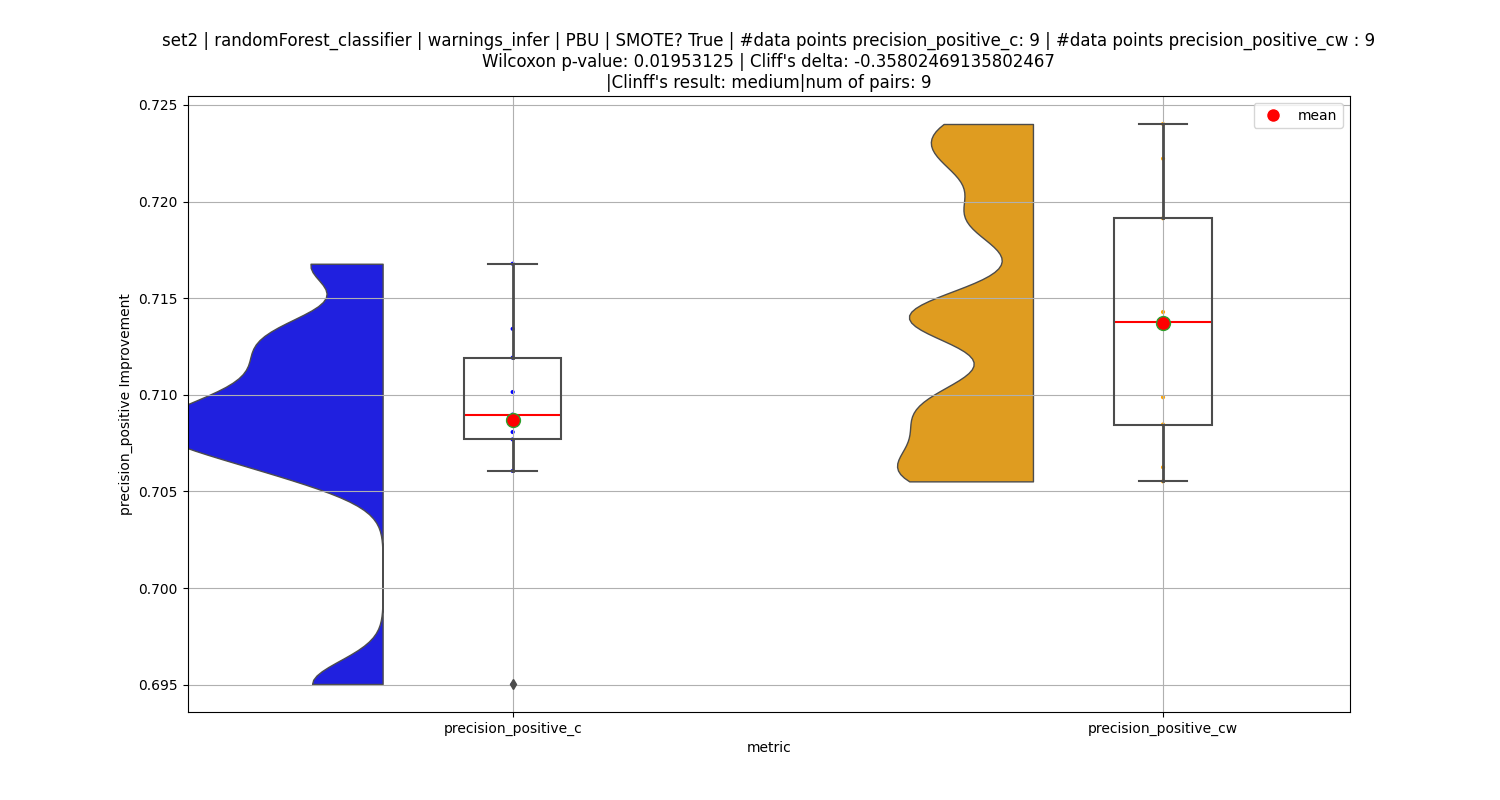 set2 | randomForest_classifier | warnings_infer | PBU | SMOTE? True | #data points precision_positive_c: 9 | #data points precision_positive_cw : 9
Wilcoxon p-value: 0.01953125 | Cliff's delta: -0.35802469135802467
|Clinff's result: medium|num of pairs: 9
mean
0.725
0.720
0.715
0.710
0.705
0.700
0.695
precision_positive Improvement
precision_positive_c
precision_positive_cw
metric